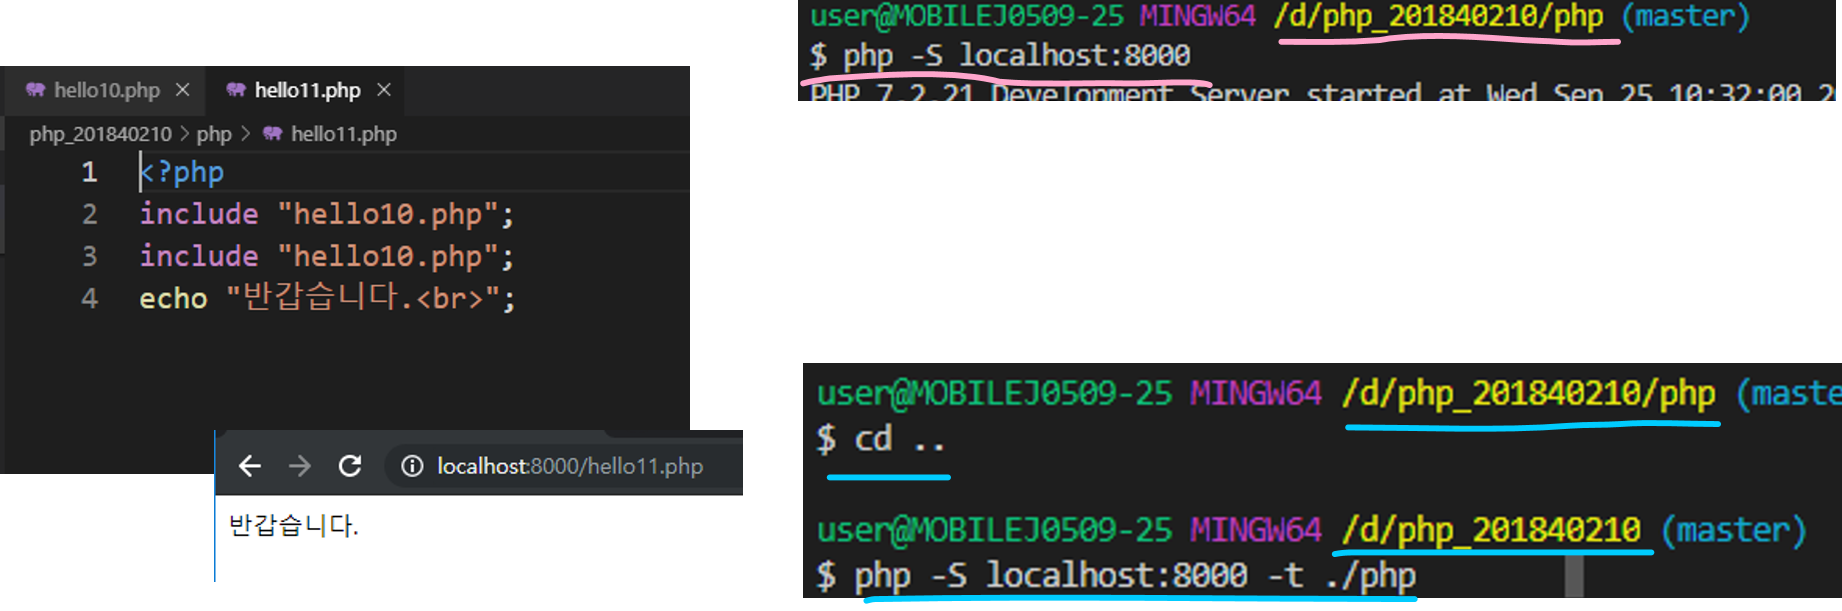 hello10.php
hello11.php
php_201840210 > php > hello11.php
1 <?php
2 include "hello10.php";
3 include "hello10.php";
4 echo "반갑습니다.<br>";
localhost:8000/hello11.php
반갑습니다.
user@MOBILEJ0509-25 MINGW64 /d/php_201840210/php (master)
$ php -S localhost:8000
PHP 7.2.21 Development Server started at Wed Sep 25 10:32:00 2
user@MOBILEJ0509-25 MINGW64 /d/php_201840210/php (maste
$ cd ..
user@MOBILEJ0509-25 MINGW64 /d/php_201840210 (master)
$ php -S localhost:8000 -t ./php